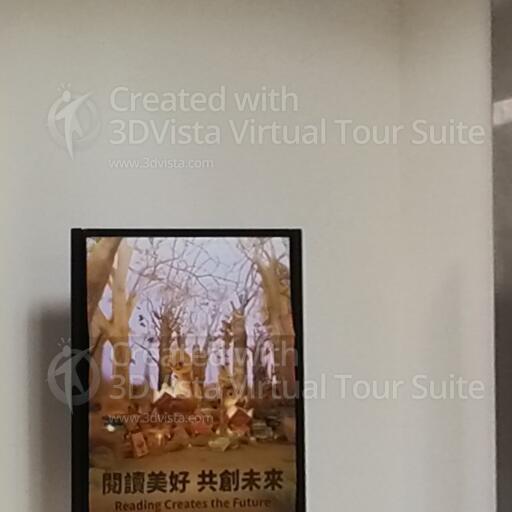 Created with
3DVista Virtual Tour Suite
www.3dvista.com
Created with
3DVista Virtual Tour Suite
www.3dvista.com
閱讀美好 共創未來
Reading Creates the Future